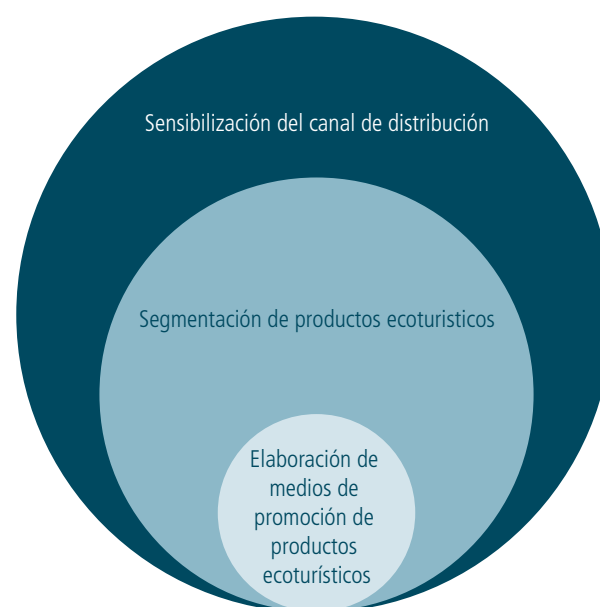 Sensibilización del canal de distribución
Segmentación de productos ecoturisticos
Elaboración de
medios de
promoción de
productos
ecoturísticos